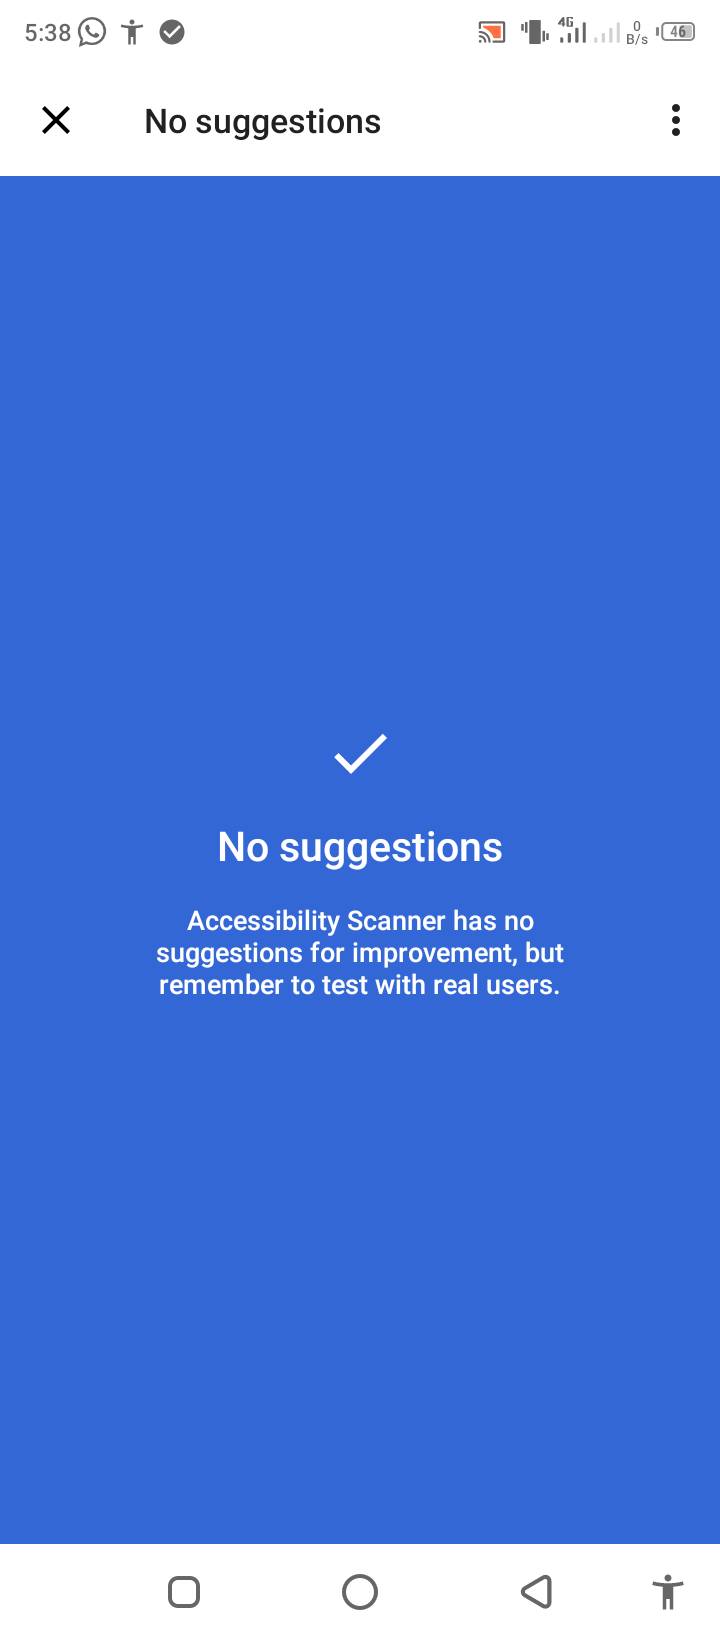 5:38
4G
0
B/s
46
No suggestions
No suggestions
Accessibility Scanner has no
suggestions for improvement, but
remember to test with real users.